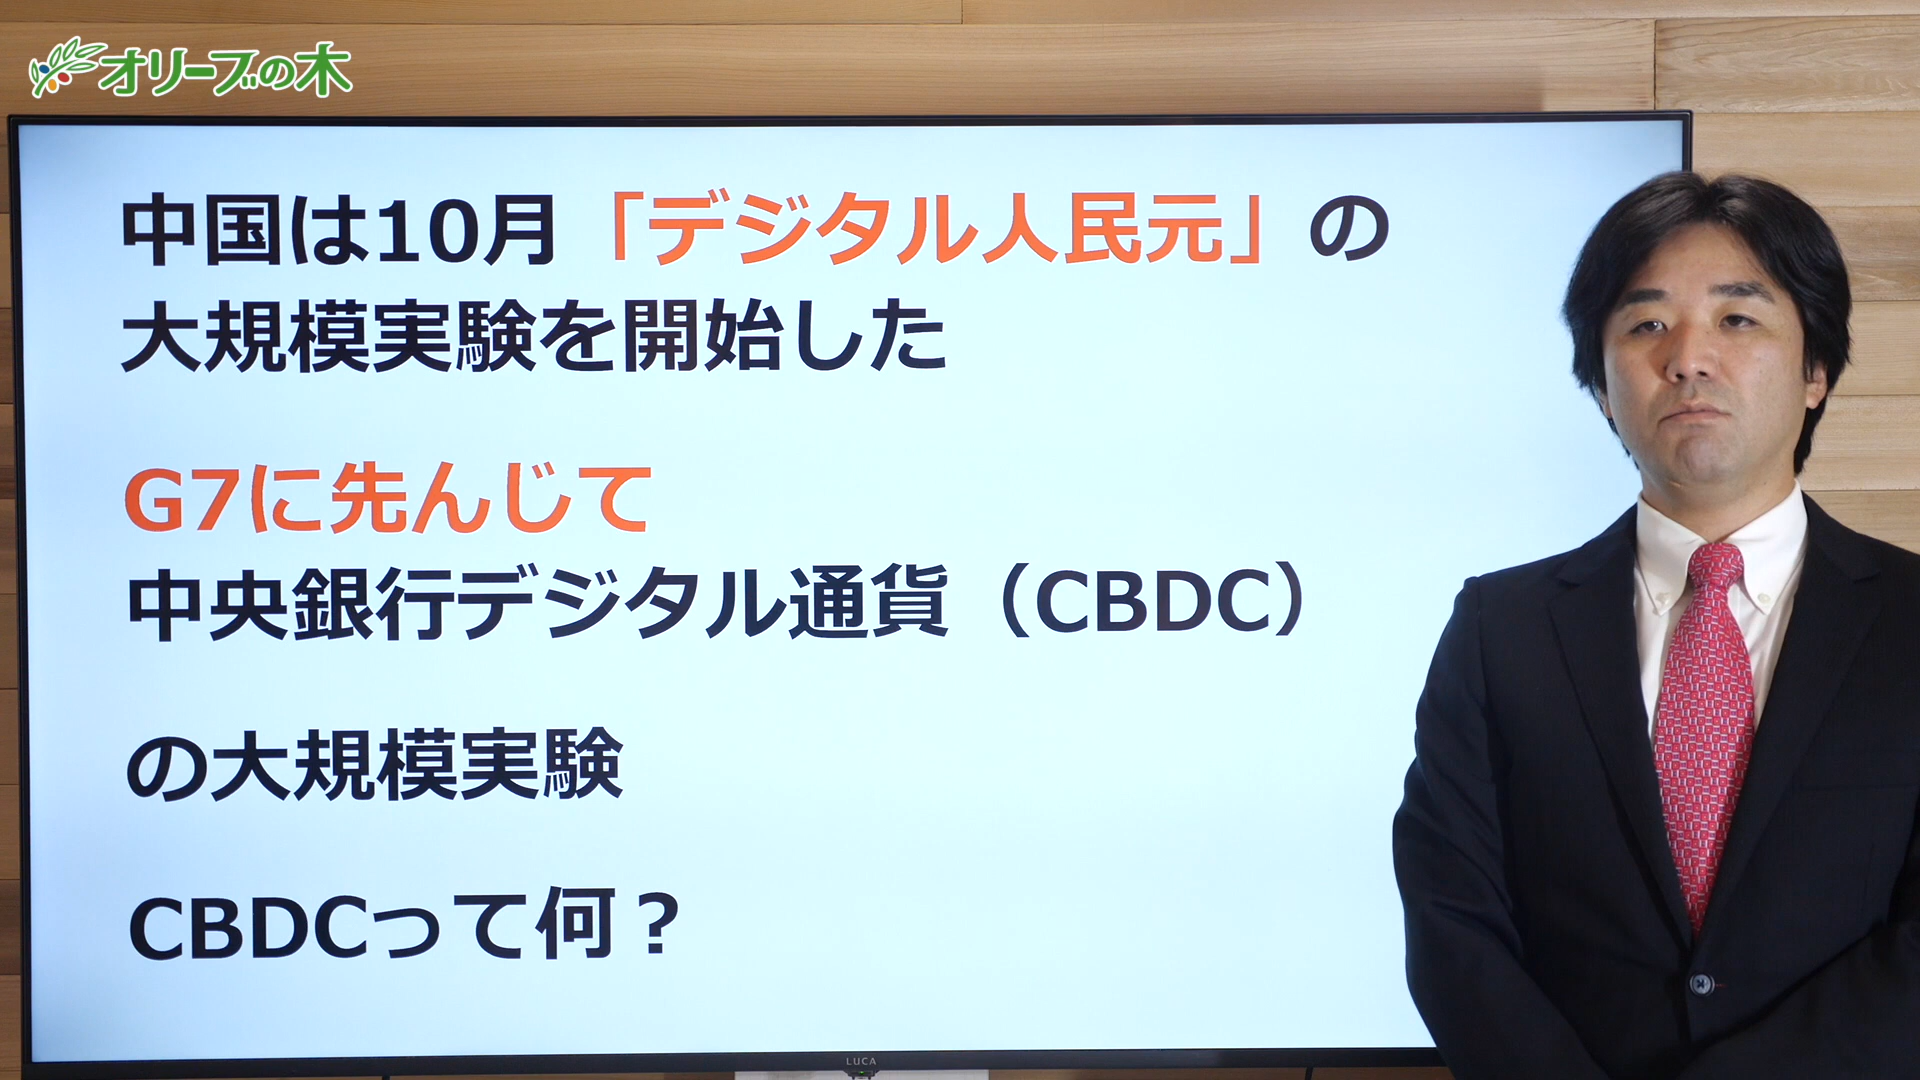 オリーブの木
中国は10月「デジタル人民元」の
大規模実験を開始した
G7に先んじて
中央銀行デジタル通貨（CBDC）
の大規模実験
CBDCって何？
LUCA